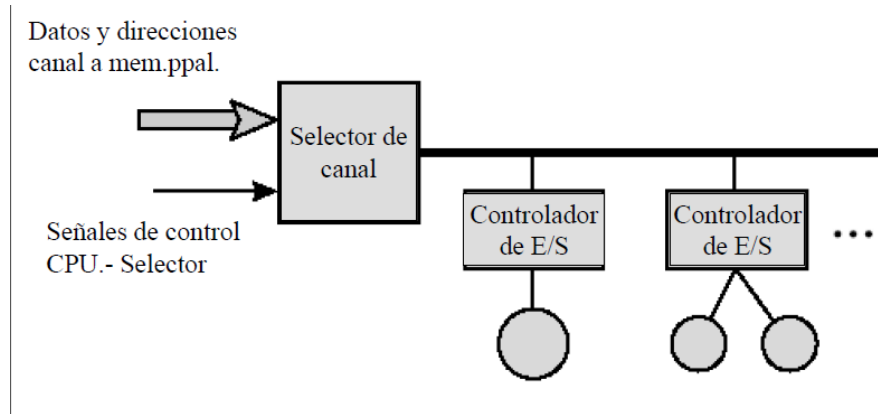 Datos y direcciones
canal a mem.ppal.
Selector de
canal
Señales de control
CPU.- Selector
Controlador
de E/S
Controlador
de E/S
...